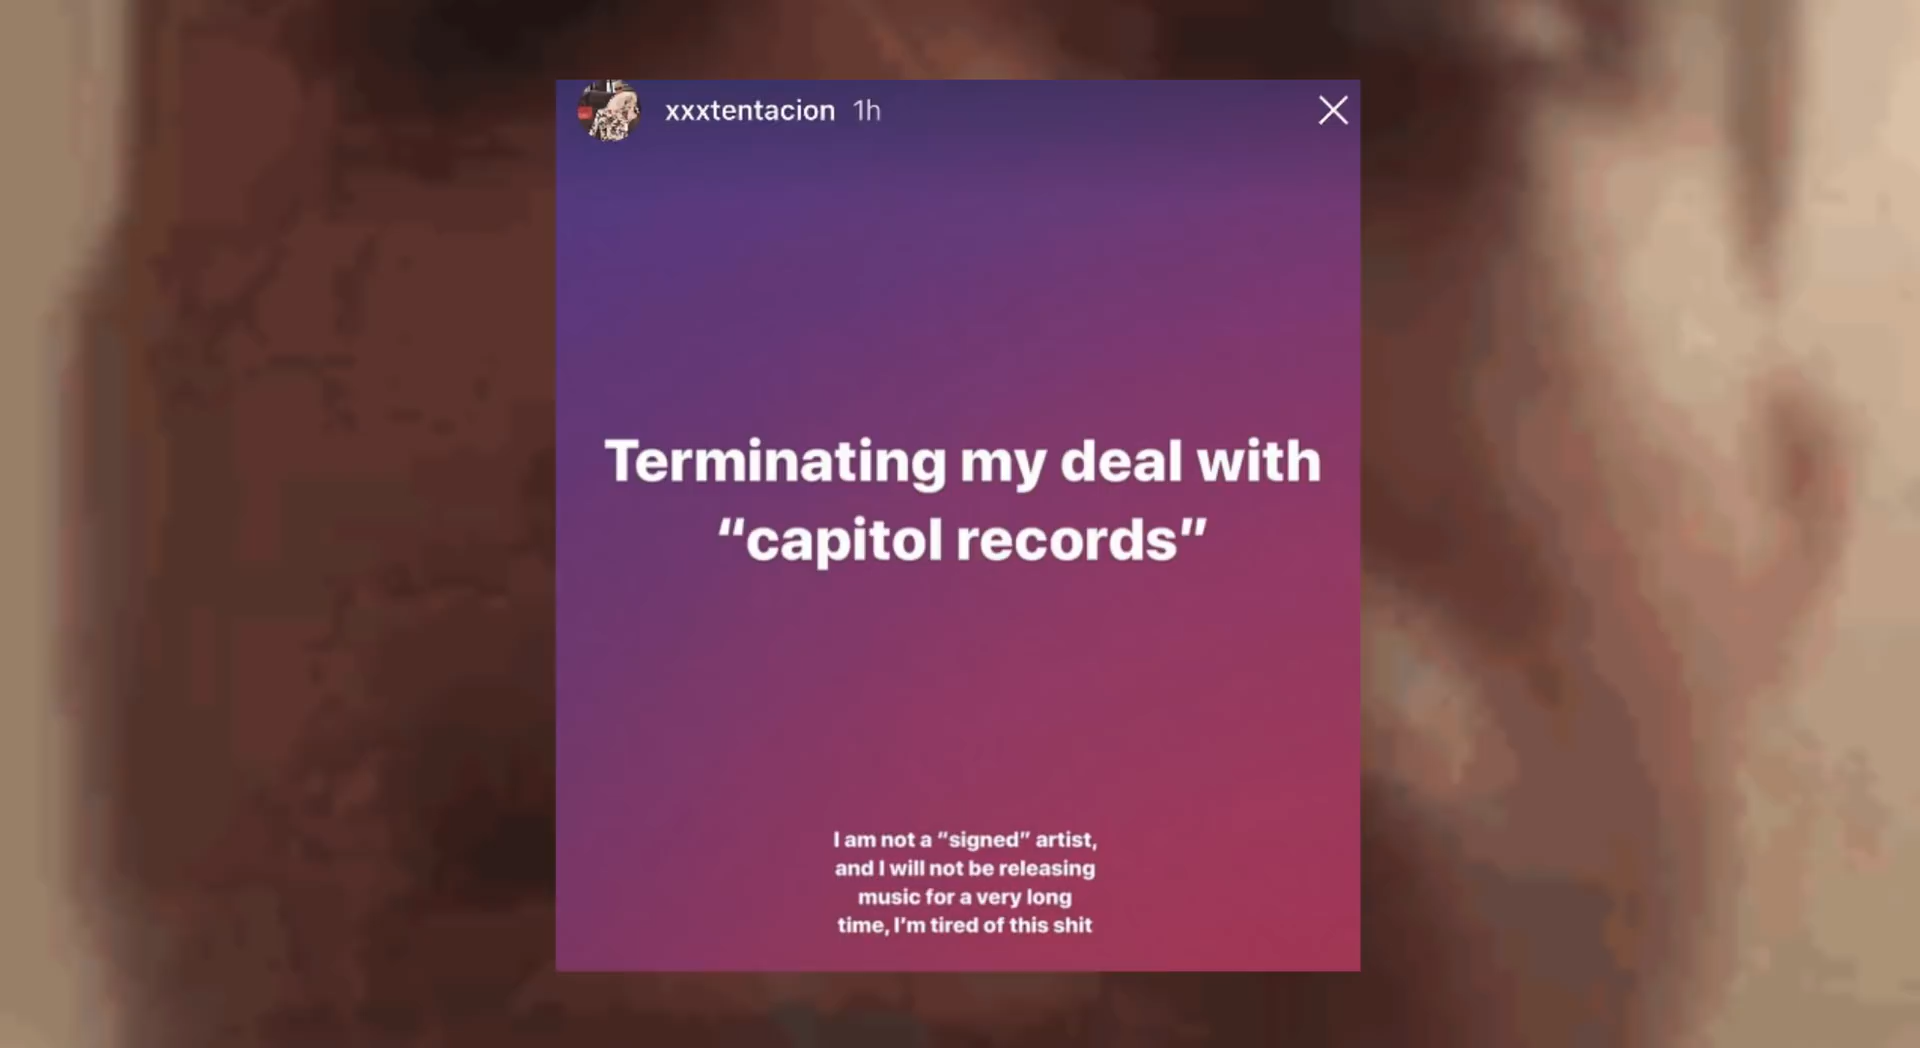 xxxtentacion 1h
Terminating my deal with
“capitol records”
I am not a “signed” artist,
and I will not be releasing
music for a very long
time, I’m tired of this shit